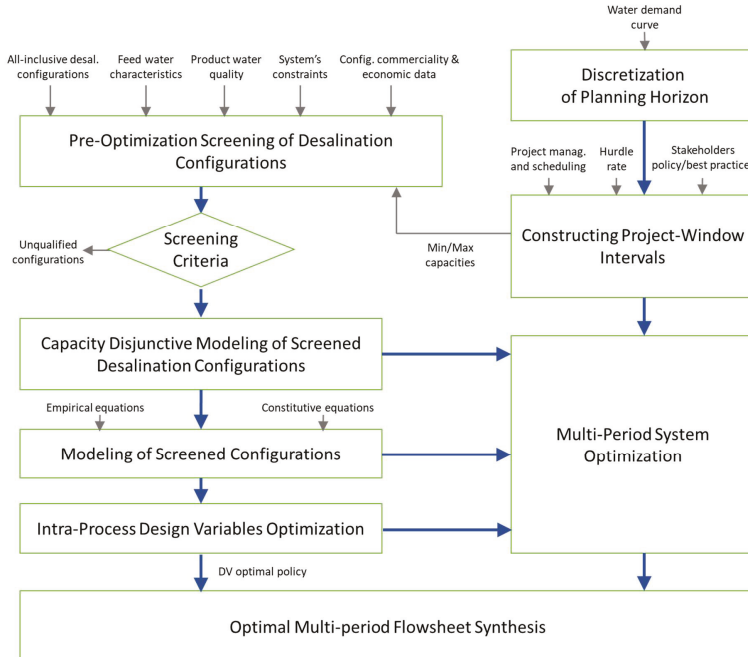 Water demand
curve
All-inclusive desal.
configurations
Feed water
characteristics
Product water
quality
System's
constraints
Config. commerciality &
economic data
Discretization
of Planning Horizon
Pre-Optimization Screening of Desalination
Configurations
Project manag.
and scheduling
Hurdle
rate
Stakeholders
policy/best practice
Unqualified
configurations
Screening
Criteria
Min/Max
capacities
Constructing Project-Window
Intervals
Capacity Disjunctive Modeling of Screened
Desalination Configurations
Empirical equations
Constitutive equations
Modeling of Screened Configurations
Multi-Period System
Optimization
Intra-Process Design Variables Optimization
DV optimal policy
Optimal Multi-period Flowsheet Synthesis